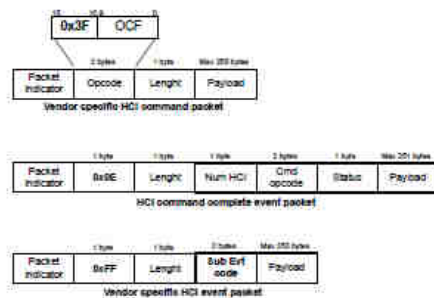 15 10,9 0
0x3F OCF
2 bytes 1 byte Max 255 bytes
Packet indicator Opcode Lenght Payload
Vendor specific HCI command packet
1 byte 1 byte 1 byte 2 bytes 1 byte Max 251 bytes
Packet indicator 0x0E Lenght Num HCI Cmd opcode Status Payload
HCI command complete event packet
1 byte 1 byte 2 bytes Max 253 bytes
Packet indicator 0xFF Lenght Sub Evt code Payload
Vendor specific HCI event packet